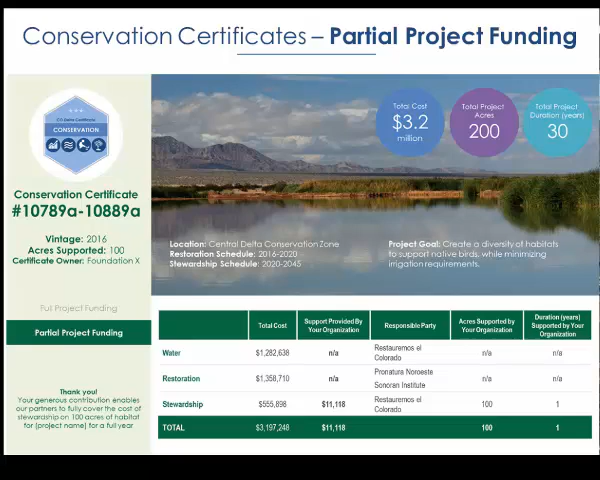 Conservation Certificates – Partial Project Funding
CO Delta Certificate
CONSERVATION
Conservation Certificate
#10789a-10889a
Vintage: 2016
Acres Supported: 100
Certificate Owner: Foundation X
Full Project Funding
Partial Project Funding
Thank you!
Your generous contribution enables
our partners to fully cover the cost of
stewardship on 100 acres of habitat
for (project name) for a full year
Total Cost
$3.2
million
Total Project
Acres
200
Total Project
Duration (years)
30
Location: Central Delta Conservation Zone
Restoration Schedule: 2016-2020
Stewardship Schedule: 2020-2045
Project Goal: Create a diversity of habitats
to support native birds, while minimizing
irrigation requirements.
Total Cost
Support Provided By
Your Organization
Responsible Party
Acres Supported by
Your Organization
Duration (years)
Supported by Your
Organization
Water
$1,282,638
n/a
Restauremos el
Colorado
n/a
n/a
Restoration
$1,358,710
n/a
Pronatura Noroeste
Sonoran Institute
n/a
n/a
Stewardship
$555,898
$11,118
Restauremos el
Colorado
100
1
TOTAL
$3,197,248
$11,118
100
1